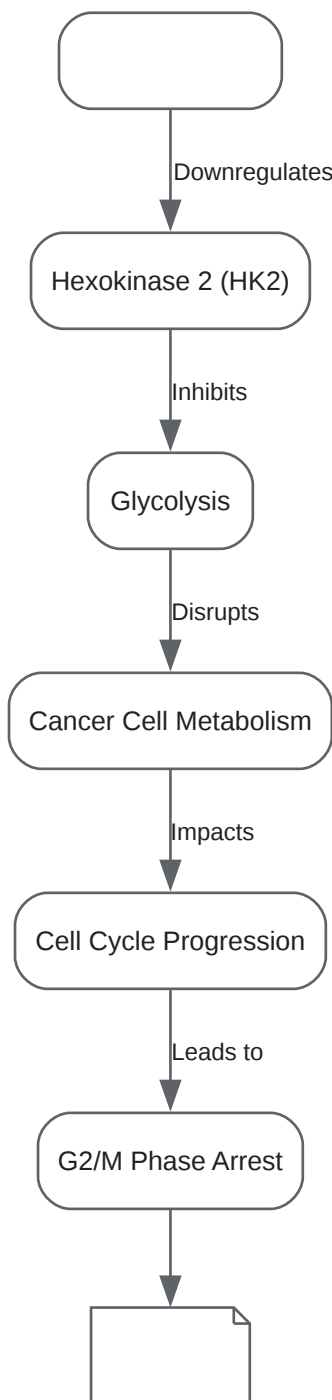 Downregulates
Hexokinase 2 (HK2)
Inhibits
Glycolysis
Disrupts
Cancer Cell Metabolism
Impacts
Cell Cycle Progression
Leads to
G2/M Phase Arrest